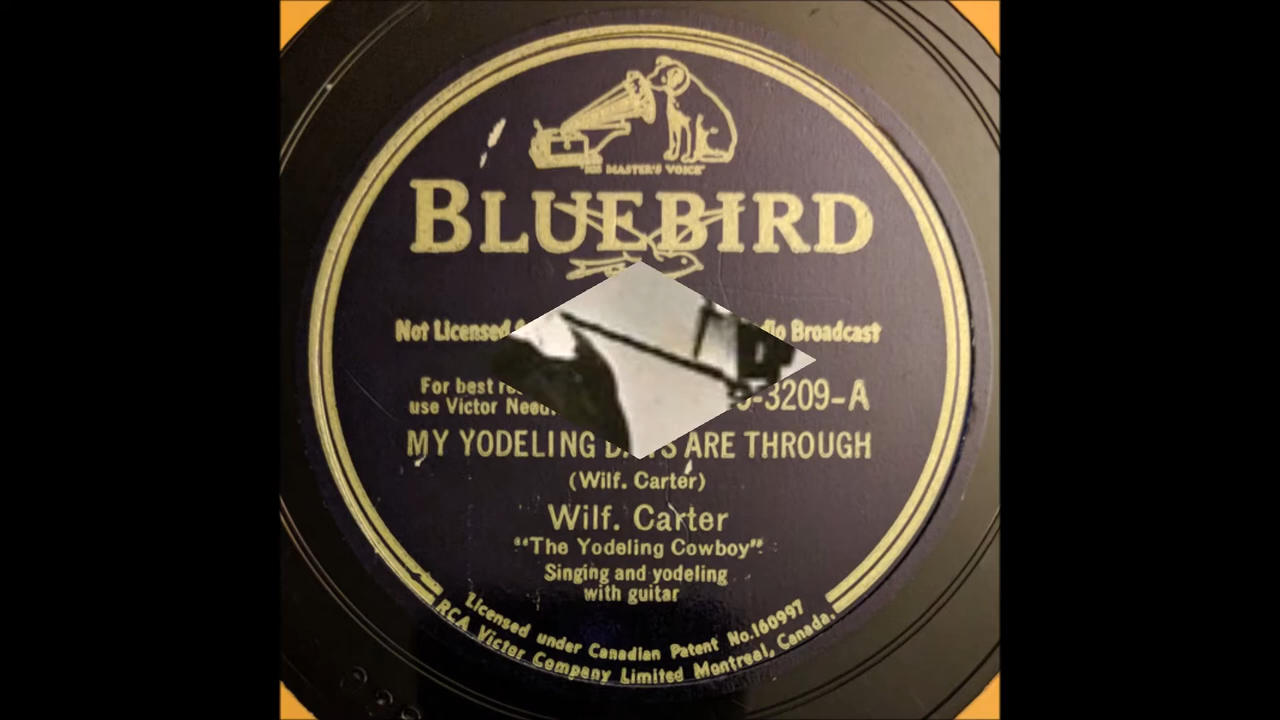 "HIS MASTER'S VOICE"
BLUEBIRD
Not Licensed
Broadcast
For best
use Victor
-3209-A
MY YODELING ARE THROUGH
(Wilf. Carter)
Wilf. Carter
"The Yodeling Cowboy"
Singing and yodeling
with guitar
Licensed under Canadian Patent No.160997
RCA Victor Company Limited Montreal, Canada.